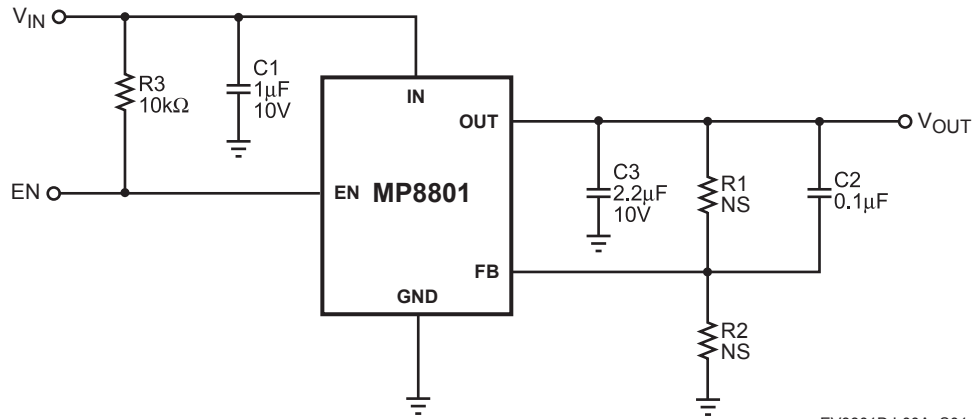 VIN
R3
10kΩ
C1
1μF
10V
IN
OUT
VOUT
EN
EN
MP8801
C3
2.2μF
10V
R1
NS
C2
0.1μF
FB
GND
R2
NS